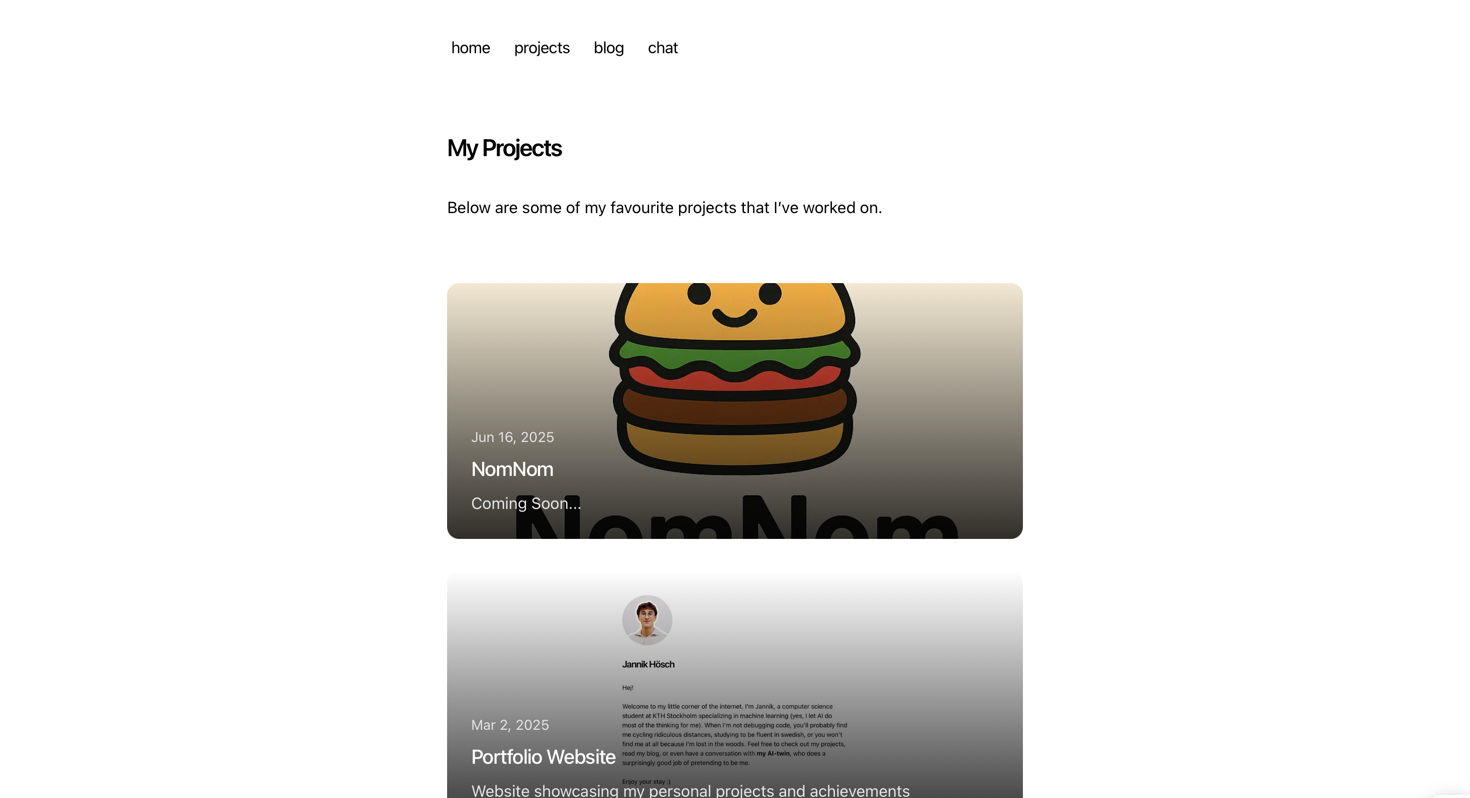 home projects blog chat
My Projects
Below are some of my favourite projects that I've worked on.
Jun 16, 2025
NomNom
Coming Soon...
NomNom
Jannik Hösch
Hej!
Welcome to my little corner of the internet. I'm Jannik, a computer science
student at KTH Stockholm specializing in machine learning (yes, I let AI do
most of the thinking for me). When I'm not debugging code, you'll probably find
me cycling ridiculous distances, studying to be fluent in swedish, or you won't
find me at all because I'm lost in the woods. Feel free to check out my projects,
read my blog, or even have a conversation with my AI-twin, who does a
surprisingly good job of pretending to be me.
Enjoy your stay :)
Mar 2, 2025
Portfolio Website
Website showcasing my personal projects and achievements